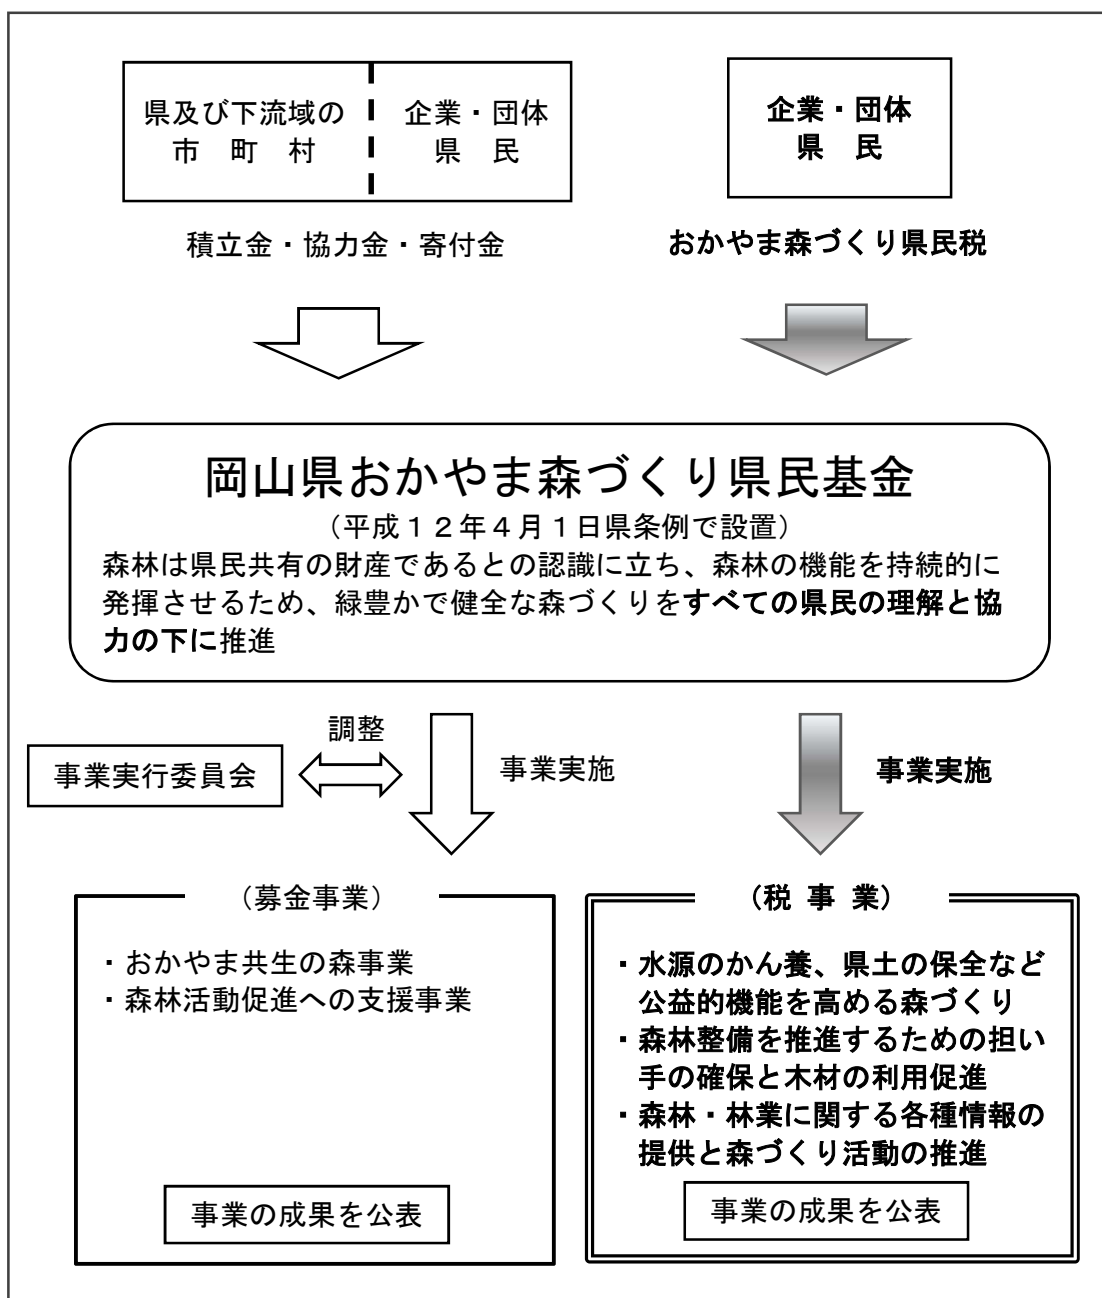 県及び下流域の
市　町　村
企業・団体
県　民
企業・団体
県　民
積立金・協力金・寄付金
おかやま森づくり県民税
岡山県おかやま森づくり県民基金
（平成１２年４月１日県条例で設置）
森林は県民共有の財産であるとの認識に立ち、森林の機能を持続的に
発揮させるため、緑豊かで健全な森づくりをすべての県民の理解と協
力の下に推進
調整
事業実行委員会
事業実施
事業実施
（募金事業）
・おかやま共生の森事業
・森林活動促進への支援事業
事業の成果を公表
（税 事 業）
・水源のかん養、県土の保全など
公益的機能を高める森づくり
・森林整備を推進するための担い
手の確保と木材の利用促進
・森林・林業に関する各種情報の
提供と森づくり活動の推進
事業の成果を公表